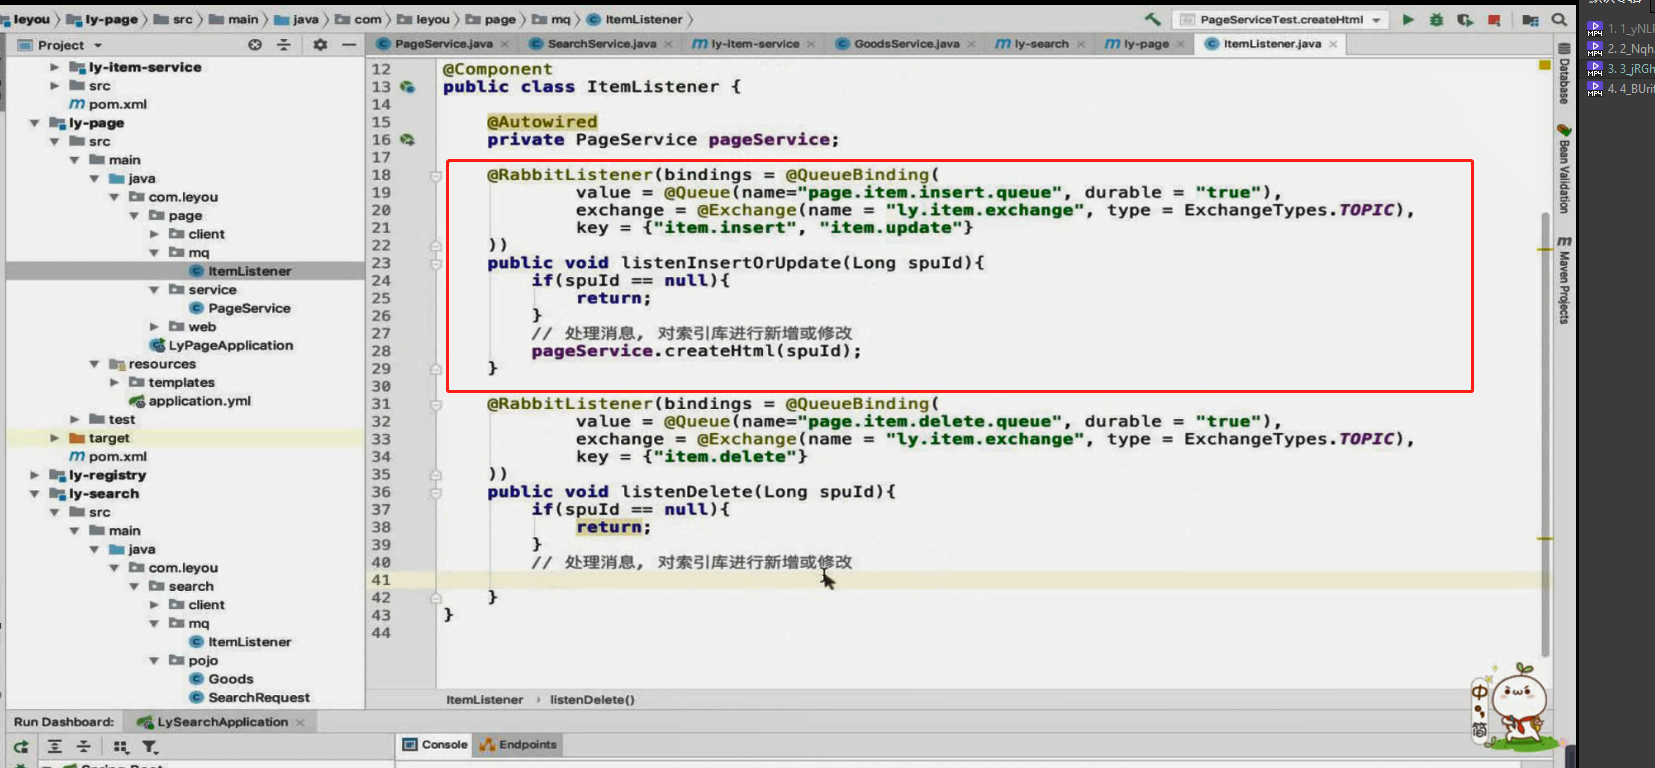 leyou ly-page src main java com leyou page mq ItemListener
PageServiceTest.createHtml
Project
PageService.java SearchService.java ly-item-service GoodsService.java ly-search ly-page ItemListener.java
ly-item-service
src
pom.xml
ly-page
src
main
java
com.leyou
page
client
mq
ItemListener
service
PageService
web
LyPageApplication
resources
templates
application.yml
test
target
pom.xml
ly-registry
ly-search
src
main
java
com.leyou
search
client
mq
ItemListener
pojo
Goods
SearchRequest
12 @Component
13 public class ItemListener {
14
15 @Autowired
16 private PageService pageService;
17
18 @RabbitListener(bindings = @QueueBinding(
19 value = @Queue(name="page.item.insert.queue", durable = "true"),
20 exchange = @Exchange(name = "ly.item.exchange", type = ExchangeTypes.TOPIC),
21 key = {"item.insert", "item.update"}
22 ))
23 public void listenInsertOrUpdate(Long spuId){
24 if(spuId == null){
25 return;
26 }
27 // 处理消息, 对索引库进行新增或修改
28 pageService.createHtml(spuId);
29 }
30
31 @RabbitListener(bindings = @QueueBinding(
32 value = @Queue(name="page.item.delete.queue", durable = "true"),
33 exchange = @Exchange(name = "ly.item.exchange", type = ExchangeTypes.TOPIC),
34 key = {"item.delete"}
35 ))
36 public void listenDelete(Long spuId){
37 if(spuId == null){
38 return;
39 }
40 // 处理消息, 对索引库进行新增或修改
41
42 }
43 }
44
ItemListener › listenDelete()
Database
Bean Validation
Maven Projects
1. 1_yNLF
2. 2_Nqh
3. 3_jRGh
4. 4_BUri
中
简
Run Dashboard: LySearchApplication
Console Endpoints